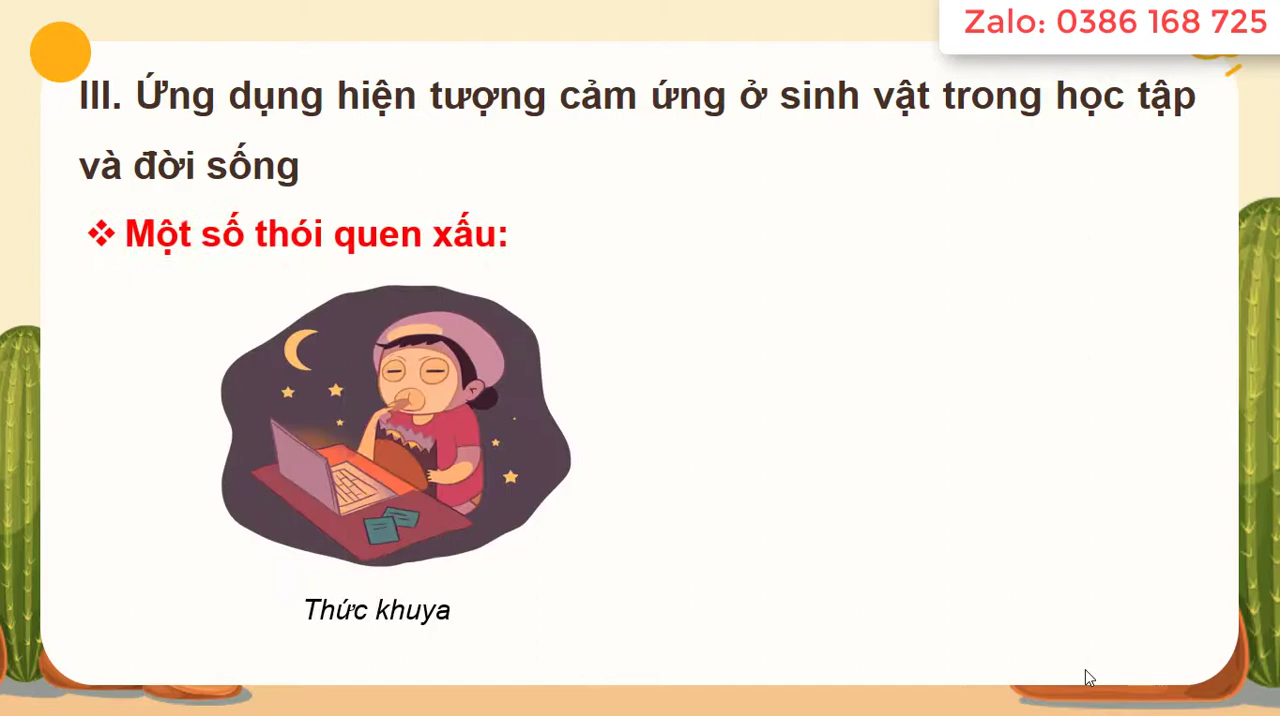 Zalo: 0386 168 725
III. Ứng dụng hiện tượng cảm ứng ở sinh vật trong học tập
và đời sống
❖ Một số thói quen xấu:
Thức khuya